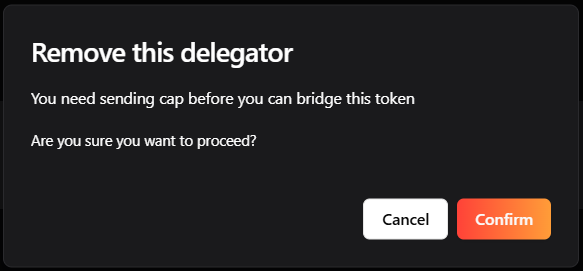 Remove this delegator
You need sending cap before you can bridge this token
Are you sure you want to proceed?
Cancel
Confirm